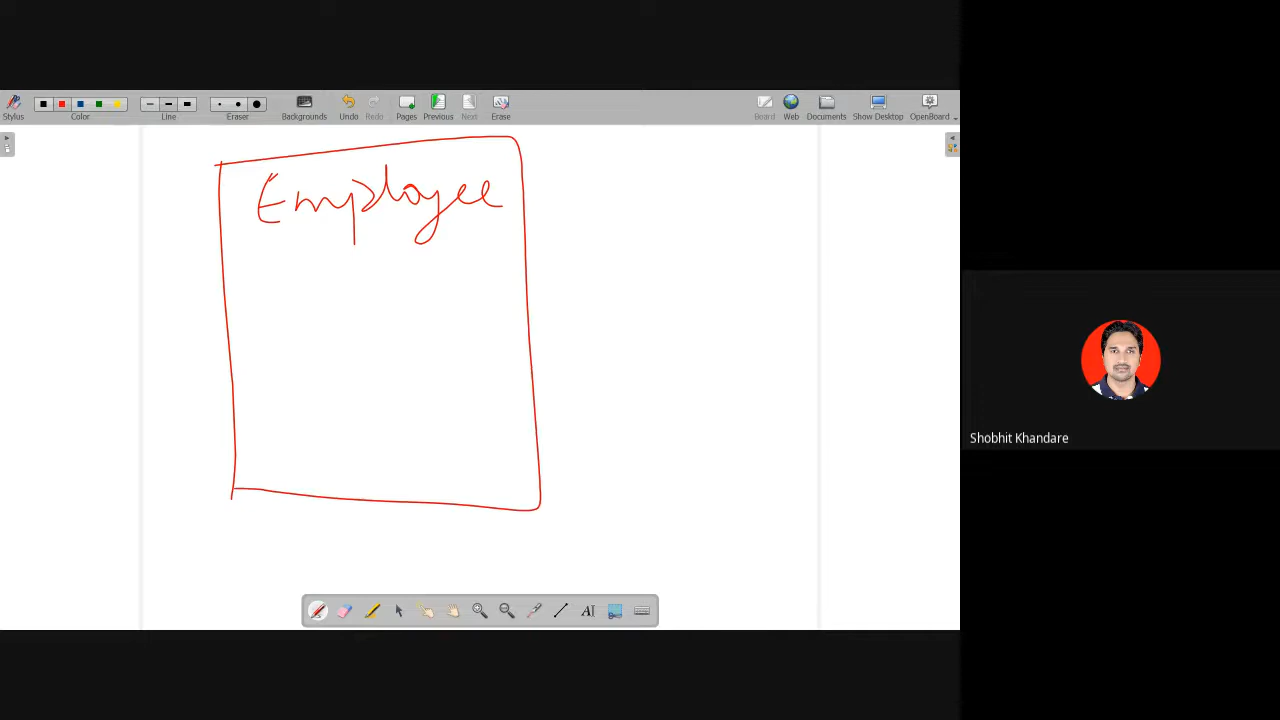 Stylus Color Line Eraser Backgrounds Undo Redo Pages Previous Next Erase Board Web Documents Show Desktop OpenBoard
Employee
Shobhit Khandare
AI